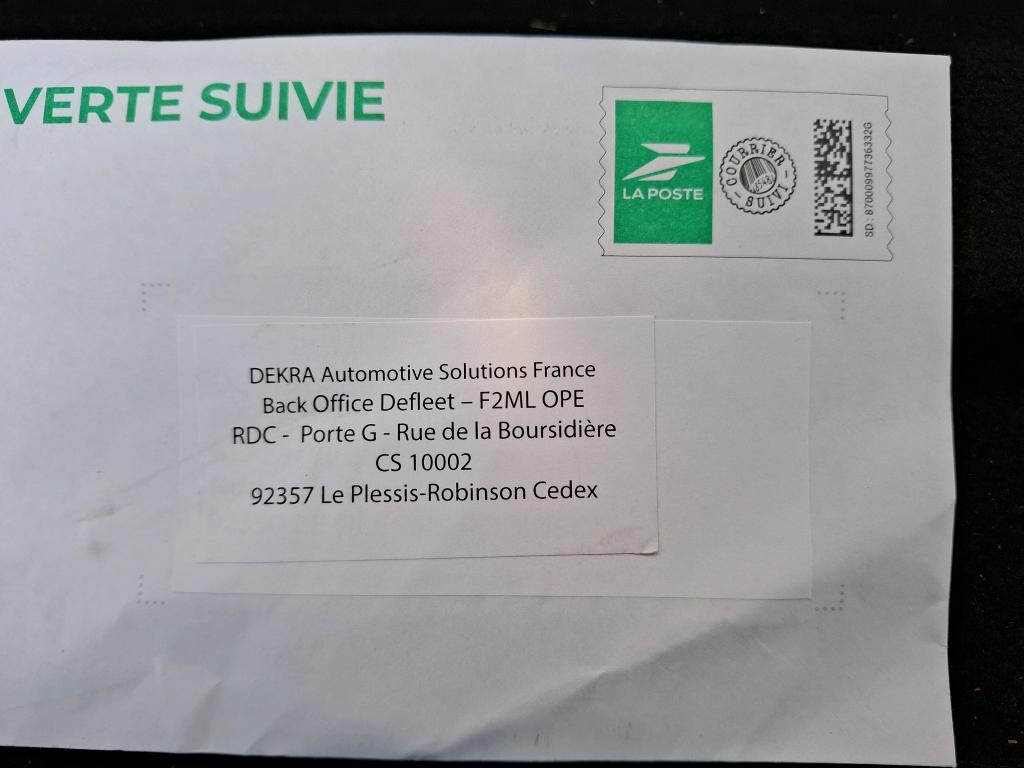 VERTE SUIVIE
LA POSTE
COURRIER
SUIVI
SD : 87000997736332G
DEKRA Automotive Solutions France
Back Office Defleet – F2ML OPE
RDC - Porte G - Rue de la Boursidière
CS 10002
92357 Le Plessis-Robinson Cedex